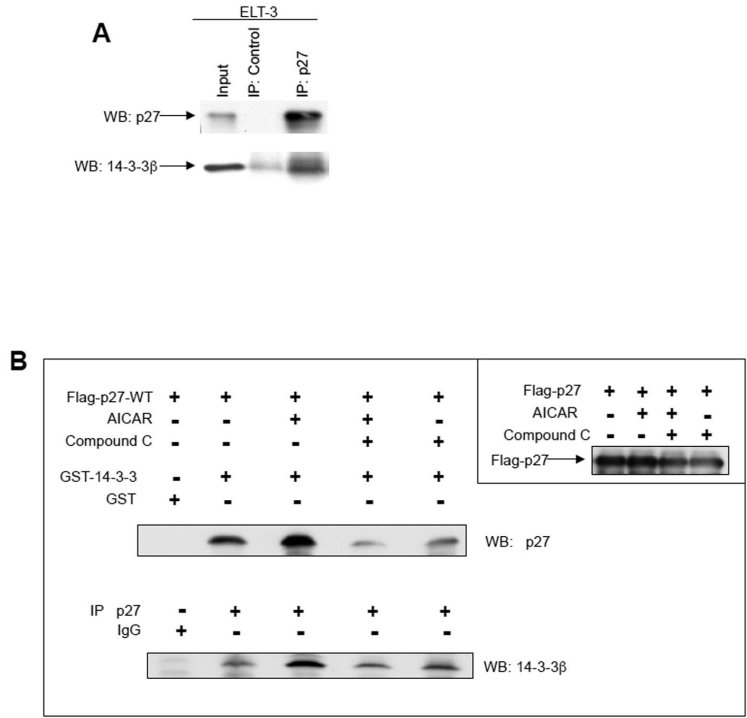 A
ELT-3
Input
IP: Control
IP: p27
WB: p27
WB: 14-3-3β
B
Flag-p27-WT + + + + +
AICAR - - + + -
Compound C - - - + +
GST-14-3-3 - + + + +
GST + - - - -
WB: p27
IP p27 - + + + +
IgG + - - - -
WB: 14-3-3β
Flag-p27 + + + +
AICAR - + + -
Compound C - - + +
Flag-p27